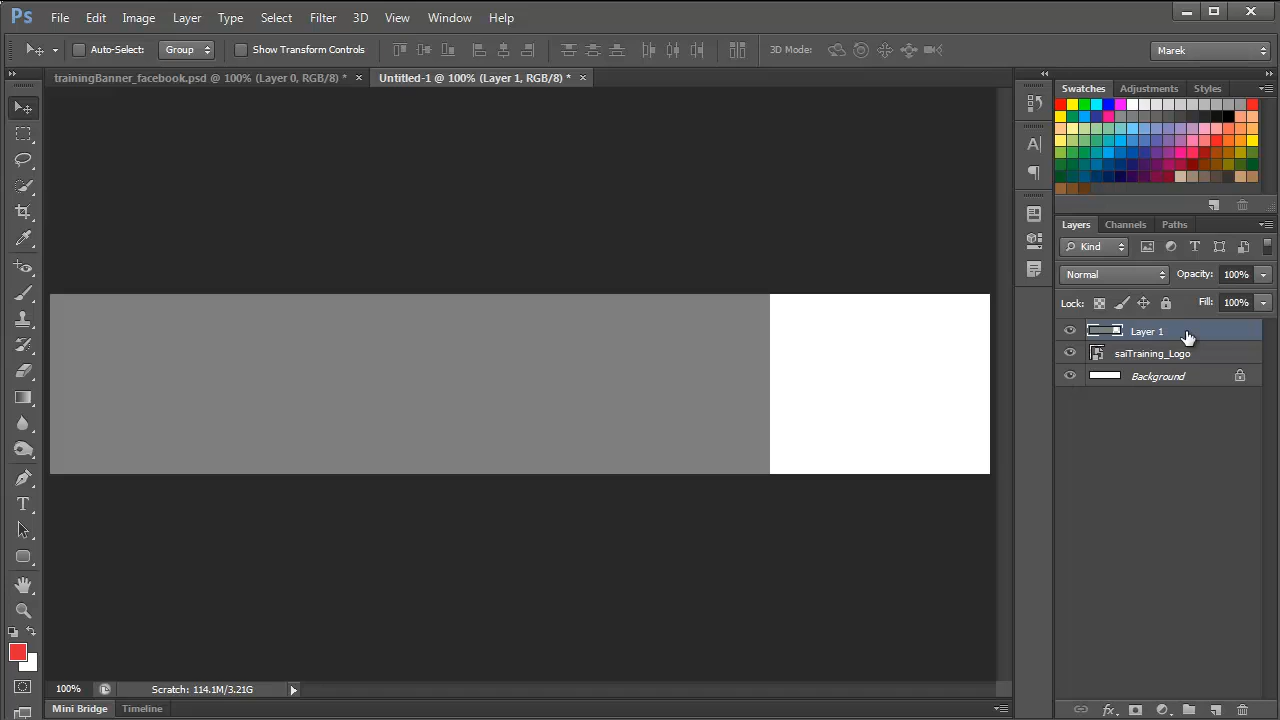 Ps File Edit Image Layer Type Select Filter 3D View Window Help
Auto-Select: Group Show Transform Controls 3D Mode: Marek
trainingBanner_facebook.psd @ 100% (Layer 0, RGB/8) * × Untitled-1 @ 100% (Layer 1, RGB/8) * ×
Swatches Adjustments Styles
Layers Channels Paths
Kind
Normal Opacity: 100%
Lock: Fill: 100%
Layer 1
saiTraining_Logo
Background
100% Scratch: 114.1M/3.21G
Mini Bridge Timeline